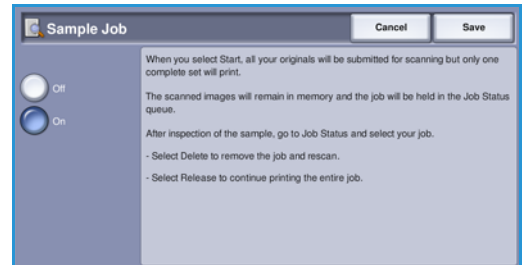 Sample Job
Cancel
Save
Off
On
When you select Start, all your originals will be submitted for scanning but only one
complete set will print.
The scanned images will remain in memory and the job will be held in the Job Status
queue.
After inspection of the sample, go to Job Status and select your job.
- Select Delete to remove the job and rescan.
- Select Release to continue printing the entire job.